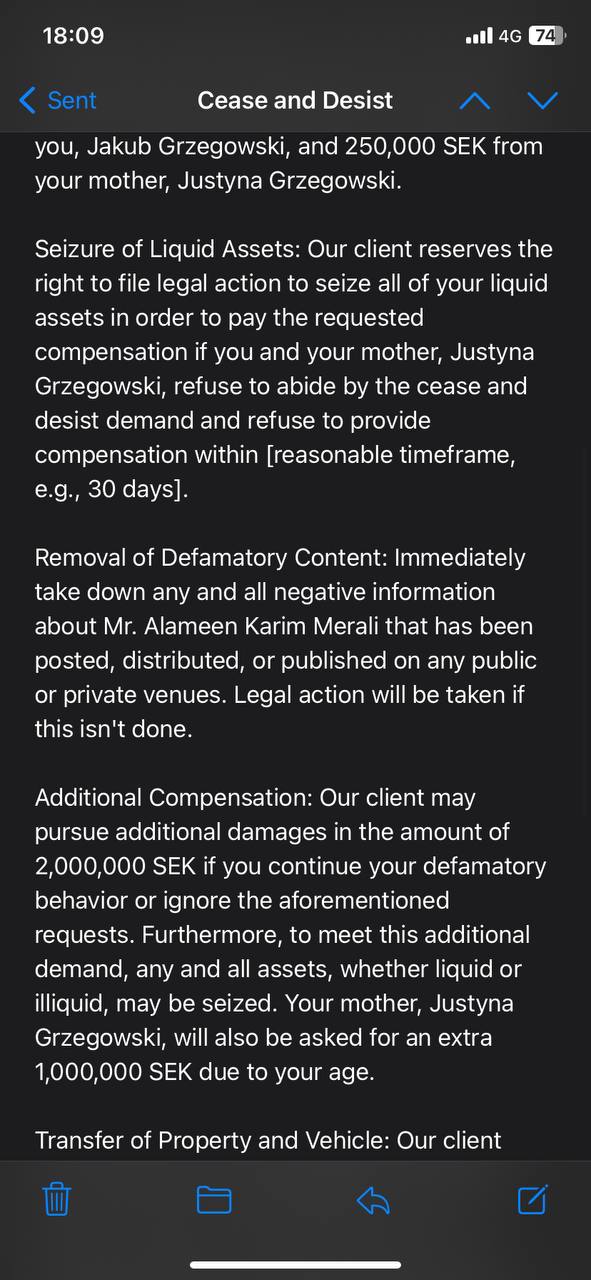 18:09
4G 74
Sent
Cease and Desist
you, Jakub Grzegowski, and 250,000 SEK from
your mother, Justyna Grzegowski.
Seizure of Liquid Assets: Our client reserves the
right to file legal action to seize all of your liquid
assets in order to pay the requested
compensation if you and your mother, Justyna
Grzegowski, refuse to abide by the cease and
desist demand and refuse to provide
compensation within [reasonable timeframe,
e.g., 30 days].
Removal of Defamatory Content: Immediately
take down any and all negative information
about Mr. Alameen Karim Merali that has been
posted, distributed, or published on any public
or private venues. Legal action will be taken if
this isn't done.
Additional Compensation: Our client may
pursue additional damages in the amount of
2,000,000 SEK if you continue your defamatory
behavior or ignore the aforementioned
requests. Furthermore, to meet this additional
demand, any and all assets, whether liquid or
illiquid, may be seized. Your mother, Justyna
Grzegowski, will also be asked for an extra
1,000,000 SEK due to your age.
Transfer of Property and Vehicle: Our client